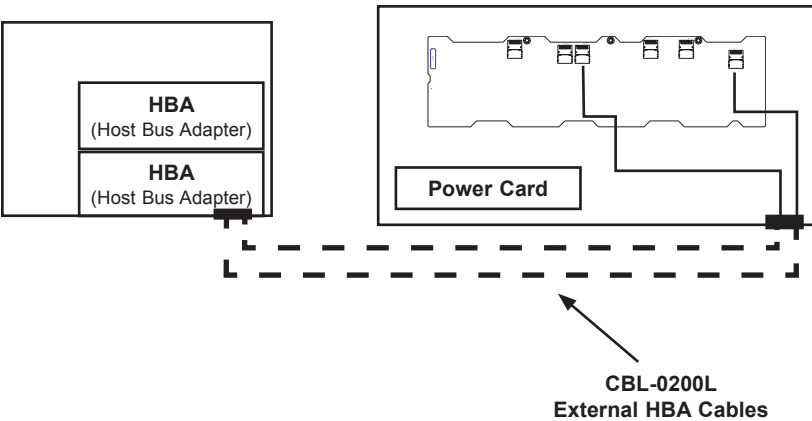 HBA
(Host Bus Adapter)
HBA
(Host Bus Adapter)
Power Card
CBL-0200L
External HBA Cables